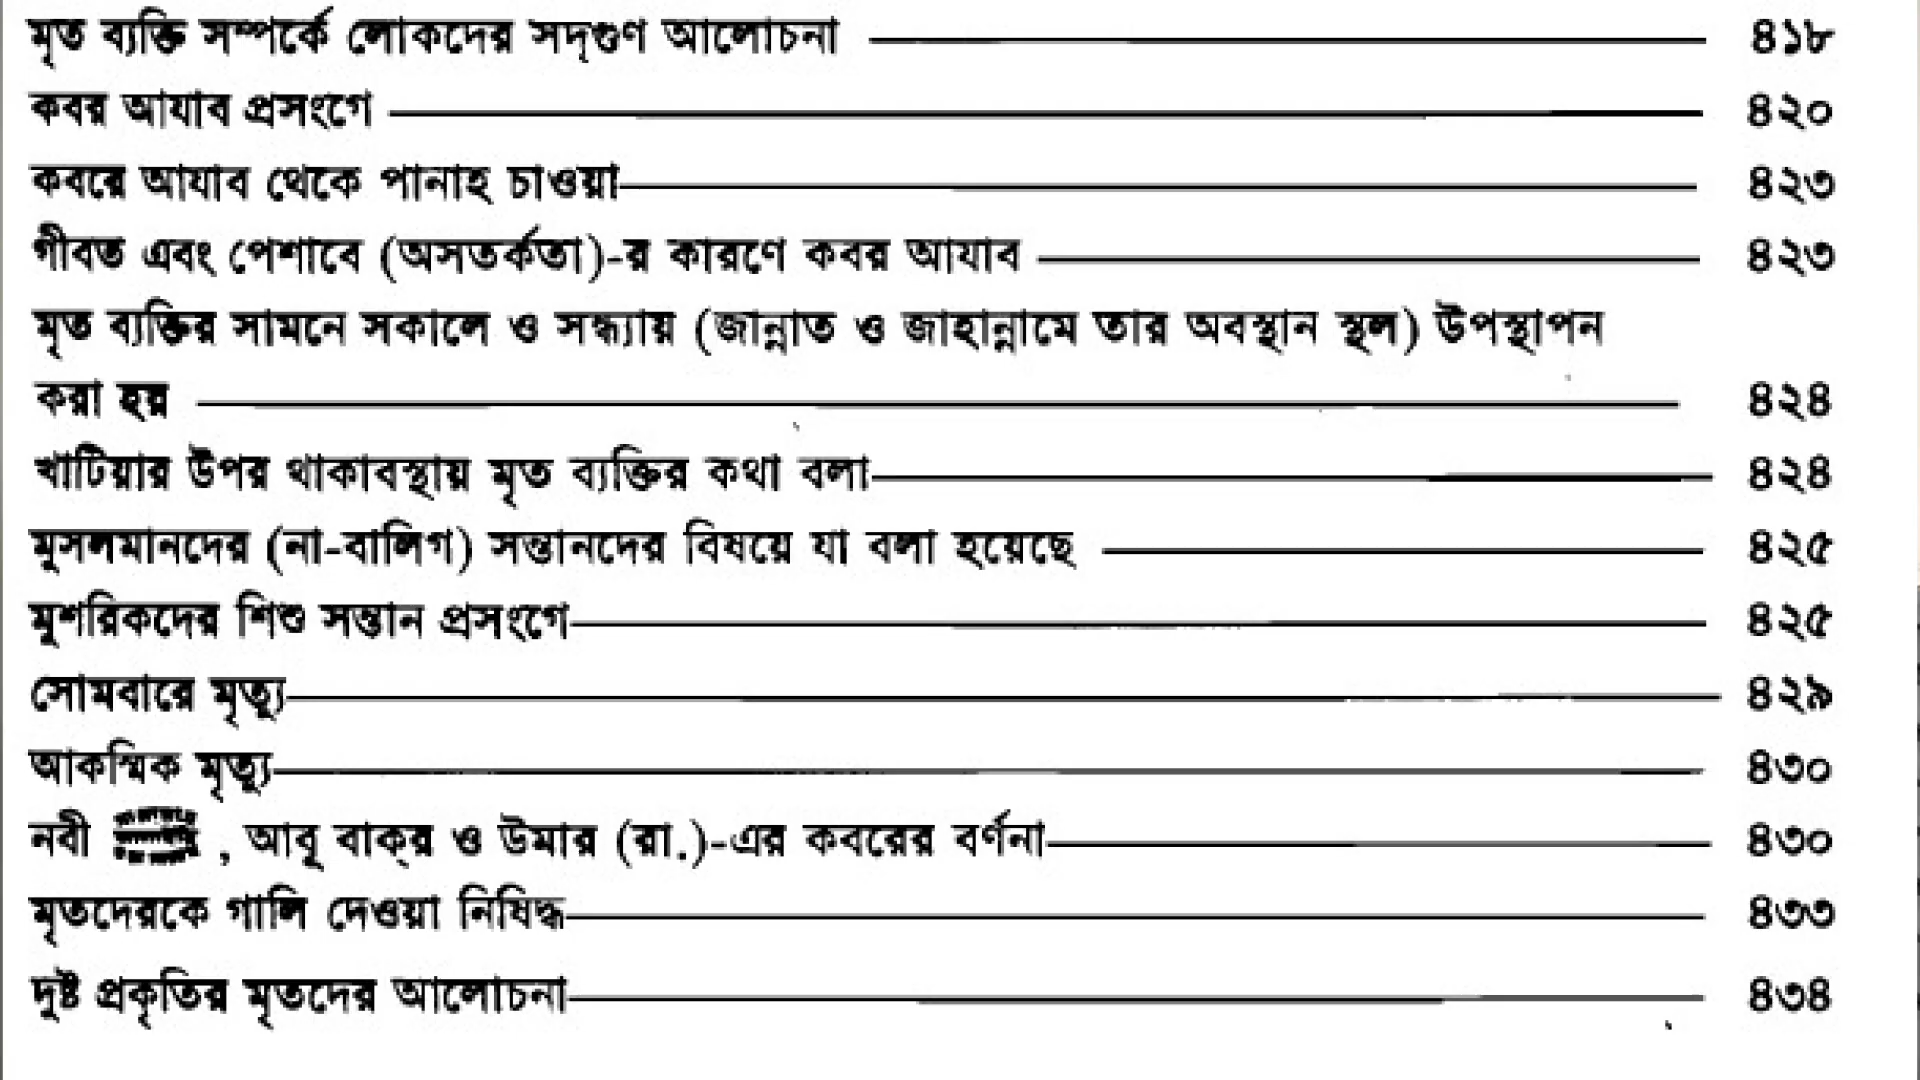 মৃত ব্যক্তি সম্পর্কে লোকদের সদ্‌গুণ আলোচনা ৪১৮
কবর আযাব প্রসংগে ৪২০
কবরে আযাব থেকে পানাহ চাওয়া ৪২৩
গীবত এবং পেশাবে (অসতর্কতা)-র কারণে কবর আযাব ৪২৩
মৃত ব্যক্তির সামনে সকালে ও সন্ধ্যায় (জান্নাত ও জাহান্নামে তার অবস্থান স্থল) উপস্থাপন
করা হয় ৪২৪
খাটিয়ার উপর থাকাবস্থায় মৃত ব্যক্তির কথা বলা ৪২৪
মুসলমানদের (না-বালিগ) সন্তানদের বিষয়ে যা বলা হয়েছে ৪২৫
মুশরিকদের শিশু সন্তান প্রসংগে ৪২৫
সোমবারে মৃত্যু ৪২৯
আকস্মিক মৃত্যু ৪৩০
নবী , আবূ বাক্‌র ও উমার (রা.)-এর কবরের বর্ণনা ৪৩০
মৃতদেরকে গালি দেওয়া নিষিদ্ধ ৪৩৩
দুষ্ট প্রকৃতির মৃতদের আলোচনা ৪৩৪